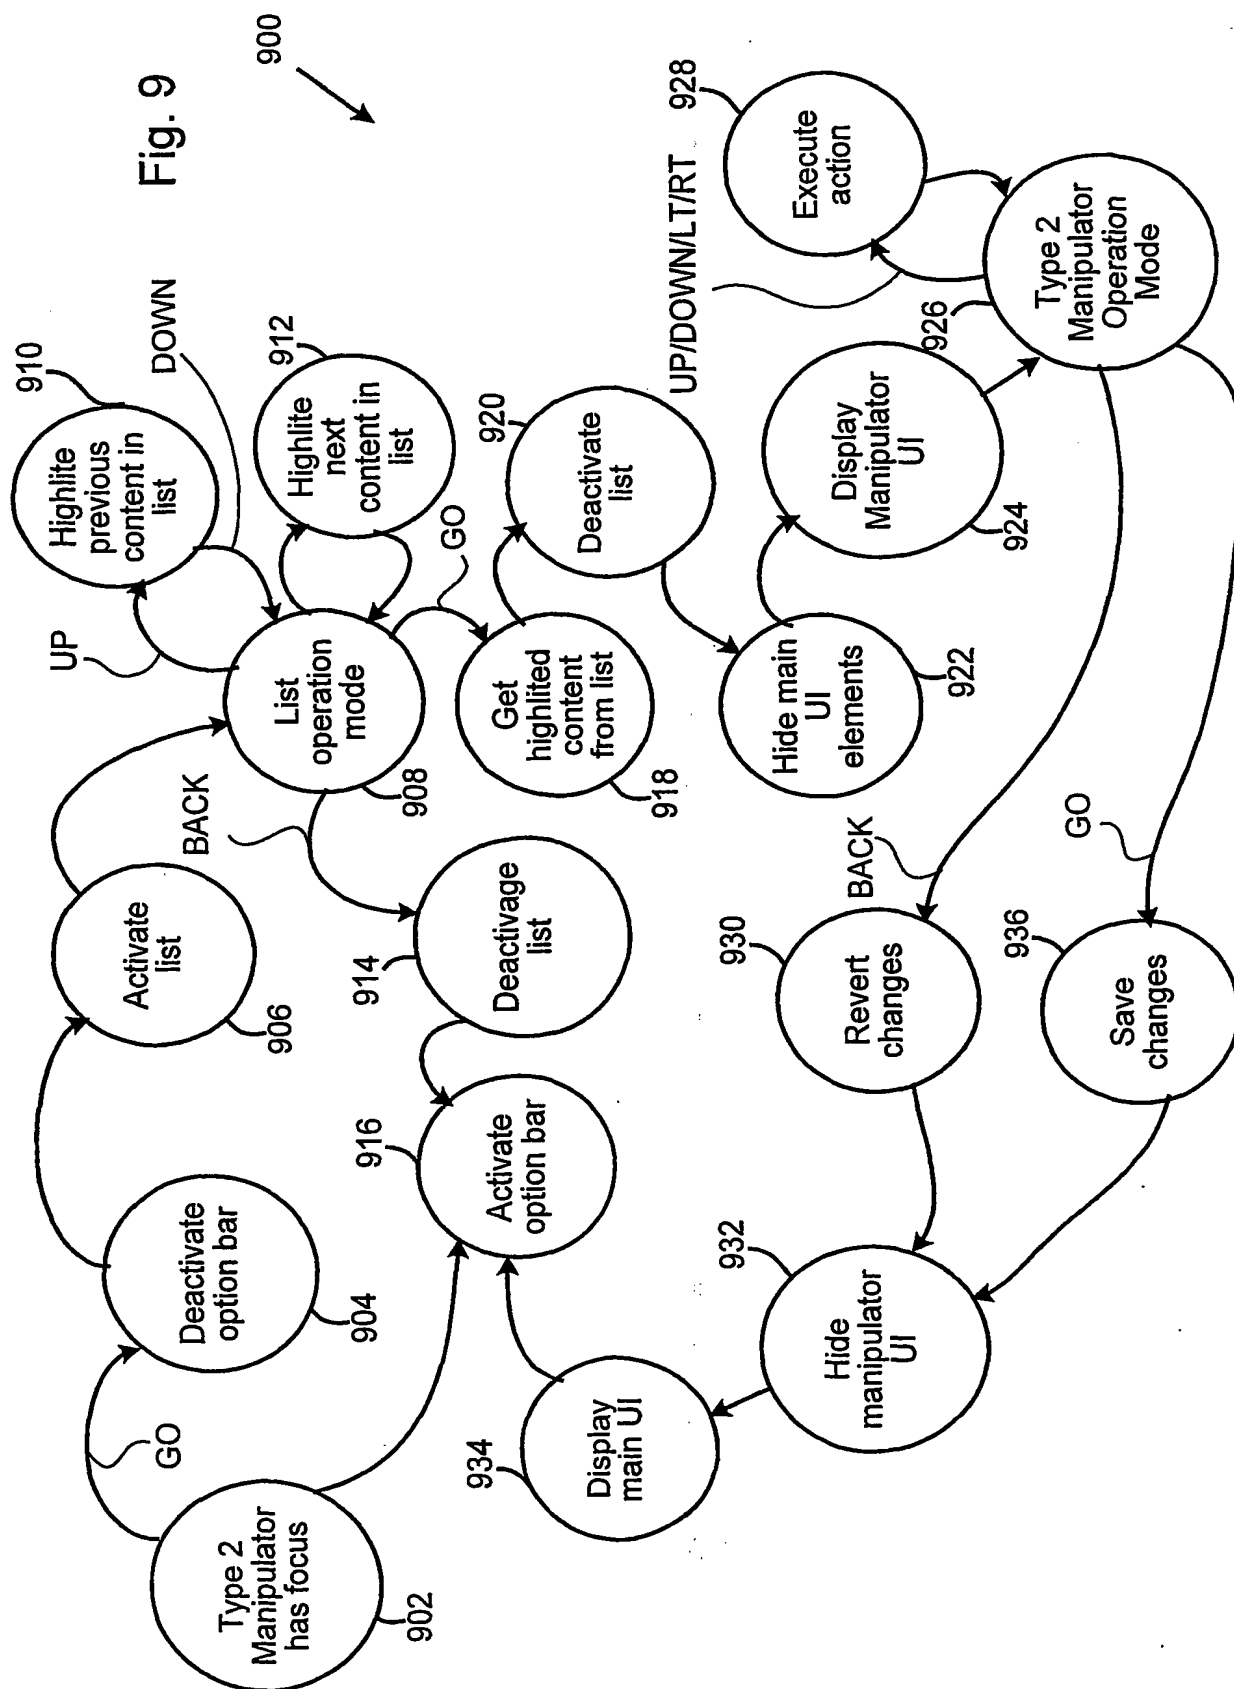 Fig. 9
900
Type 2
Manipulator
has focus
902
GO
Deactivate
option bar
904
Activate
list
906
List
operation
mode
908
UP
Highlite
previous
content in
list
910
DOWN
Highlite
next
content in
list
912
BACK
Deactivage
list
914
Activate
option bar
916
GO
Get
highlited
content
from list
918
Deactivate
list
920
Hide main
UI
elements
922
Display
Manipulator
UI
924
Type 2
Manipulator
Operation
Mode
926
UP/DOWN/LT/RT
Execute
action
928
BACK
Revert
changes
930
Hide
manipulator
UI
932
Display
main UI
934
GO
Save
changes
936